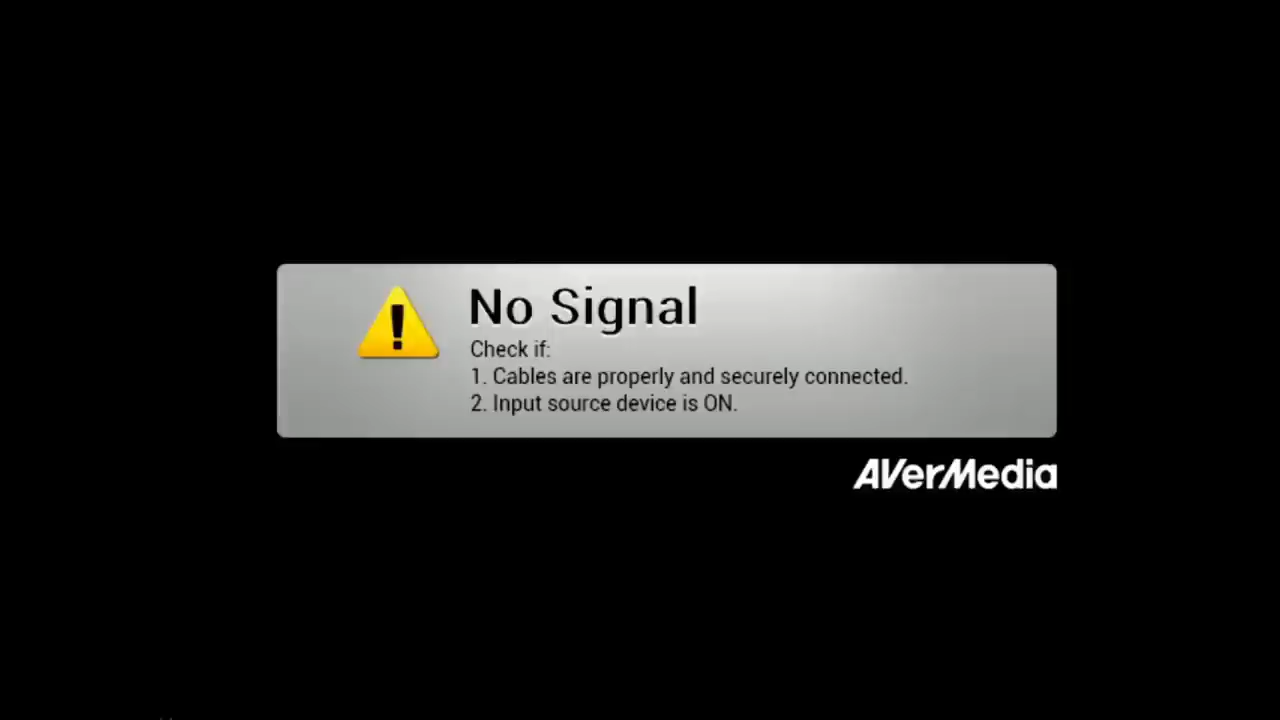 No Signal
Check if:
1. Cables are properly and securely connected.
2. Input source device is ON.
AVerMedia